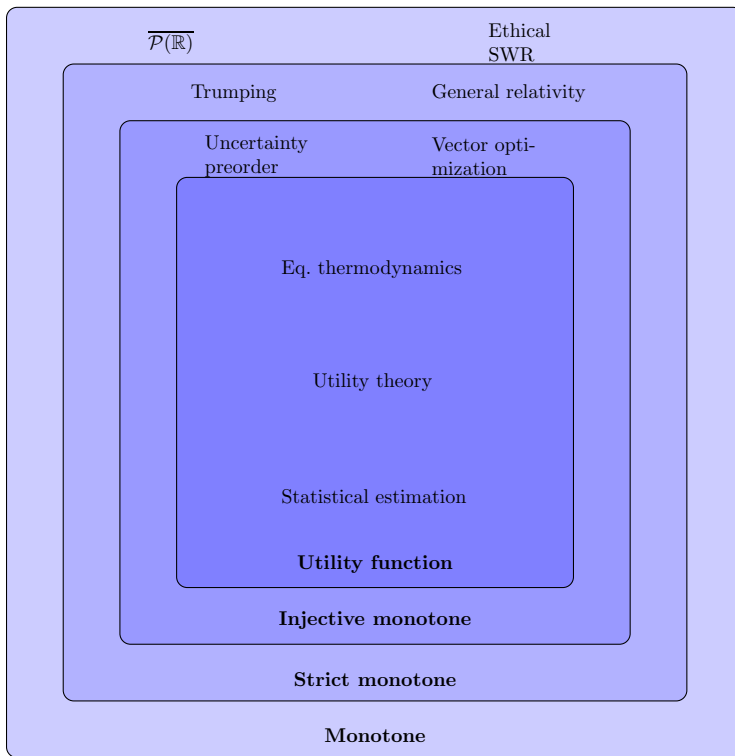 $\overline{\mathcal{P}(\mathbb{R})}$
Ethical
SWR
Trumping
General relativity
Uncertainty
preorder
Vector opti-
mization
Eq. thermodynamics
Utility theory
Statistical estimation
Utility function
Injective monotone
Strict monotone
Monotone